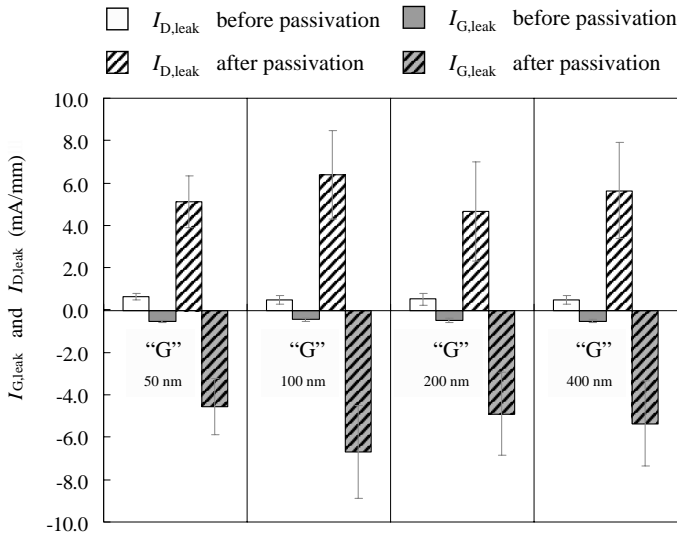 I_D,leak before passivation I_G,leak before passivation
I_D,leak after passivation I_G,leak after passivation
I_G,leak and I_D,leak (mA/mm)
10.0
8.0
6.0
4.0
2.0
0.0
-2.0
-4.0
-6.0
-8.0
-10.0
“G” “G” “G” “G”
50 nm 100 nm 200 nm 400 nm